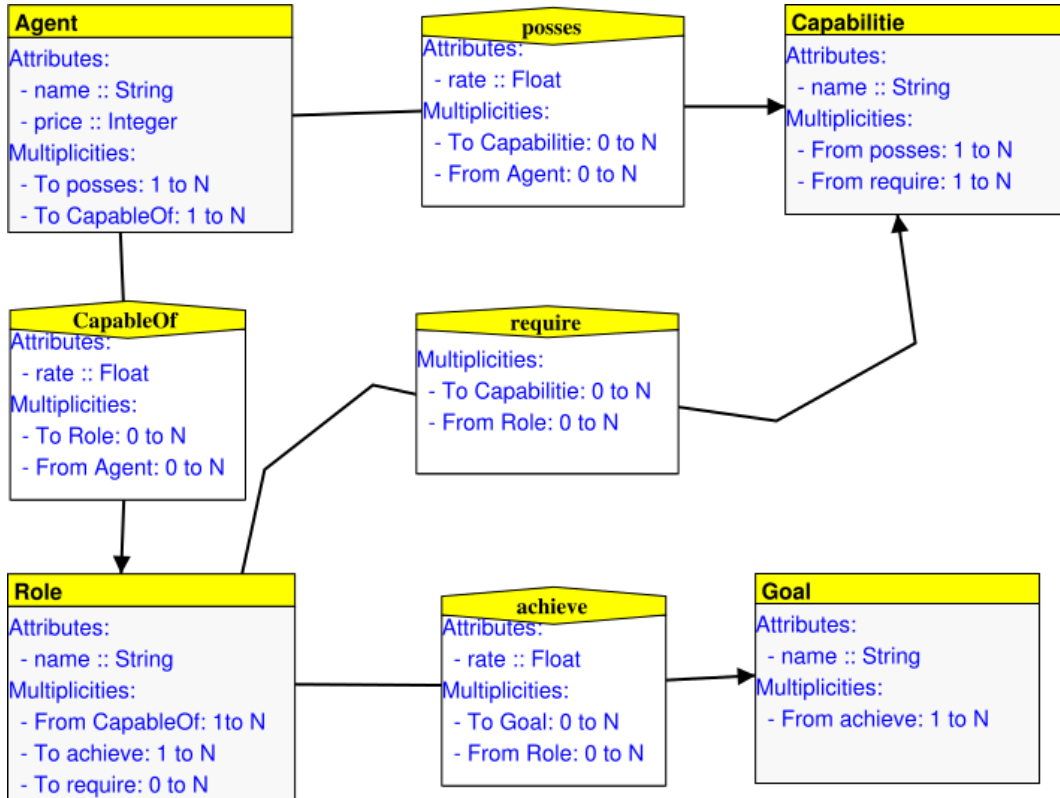 Agent
Attributes:
- name :: String
- price :: Integer
Multiplicities:
- To posses: 1 to N
- To CapableOf: 1 to N
posses
Attributes:
- rate :: Float
Multiplicities:
- To Capabilitie: 0 to N
- From Agent: 0 to N
Capabilitie
Attributes:
- name :: String
Multiplicities:
- From posses: 1 to N
- From require: 1 to N
CapableOf
Attributes:
- rate :: Float
Multiplicities:
- To Role: 0 to N
- From Agent: 0 to N
require
Multiplicities:
- To Capabilitie: 0 to N
- From Role: 0 to N
Role
Attributes:
- name :: String
Multiplicities:
- From CapableOf: 1to N
- To achieve: 1 to N
- To require: 0 to N
achieve
Attributes:
- rate :: Float
Multiplicities:
- To Goal: 0 to N
- From Role: 0 to N
Goal
Attributes:
- name :: String
Multiplicities:
- From achieve: 1 to N